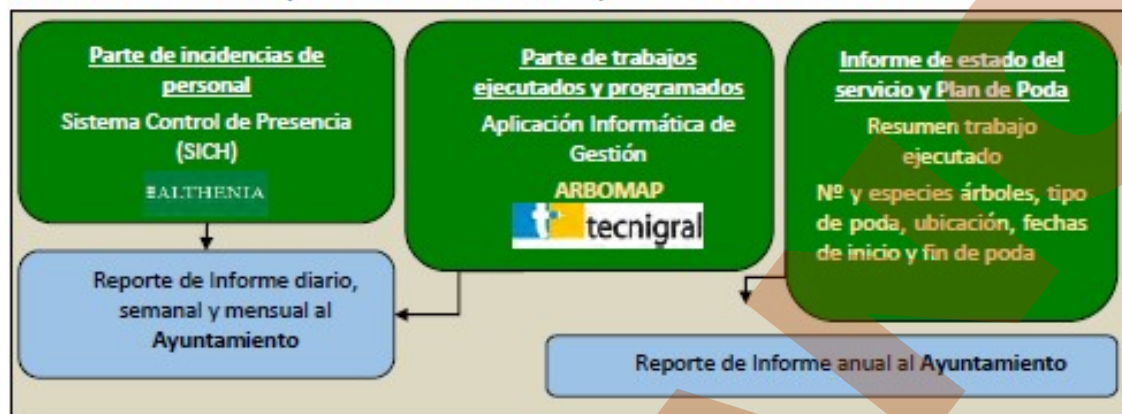 Parte de incidencias de
personal
Sistema Control de Presencia
(SICH)
ALTHENIA
Reporte de Informe diario,
semanal y mensual al
Ayuntamiento
Parte de trabajos
ejecutados y programados
Aplicación Informática de
Gestión
ARBOMAP
tecnigral
Informe de estado del
servicio y Plan de Poda
Resumen trabajo
ejecutado
Nº y especies árboles, tipo
de poda, ubicación, fechas
de inicio y fin de poda
Reporte de Informe anual al Ayuntamiento